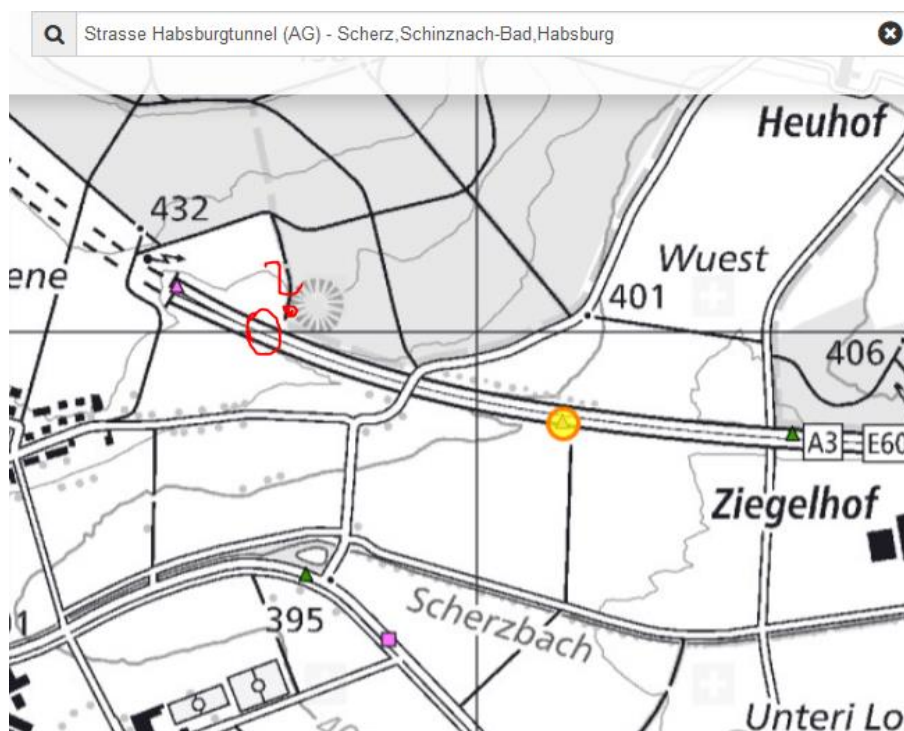 Strasse Habsburgtunnel (AG) - Scherz,Schinznach-Bad,Habsburg
Heuhof
432
Wuest
ene
401
406
A3
E60
Ziegelhof
395
Scherzbach
Unteri Lo